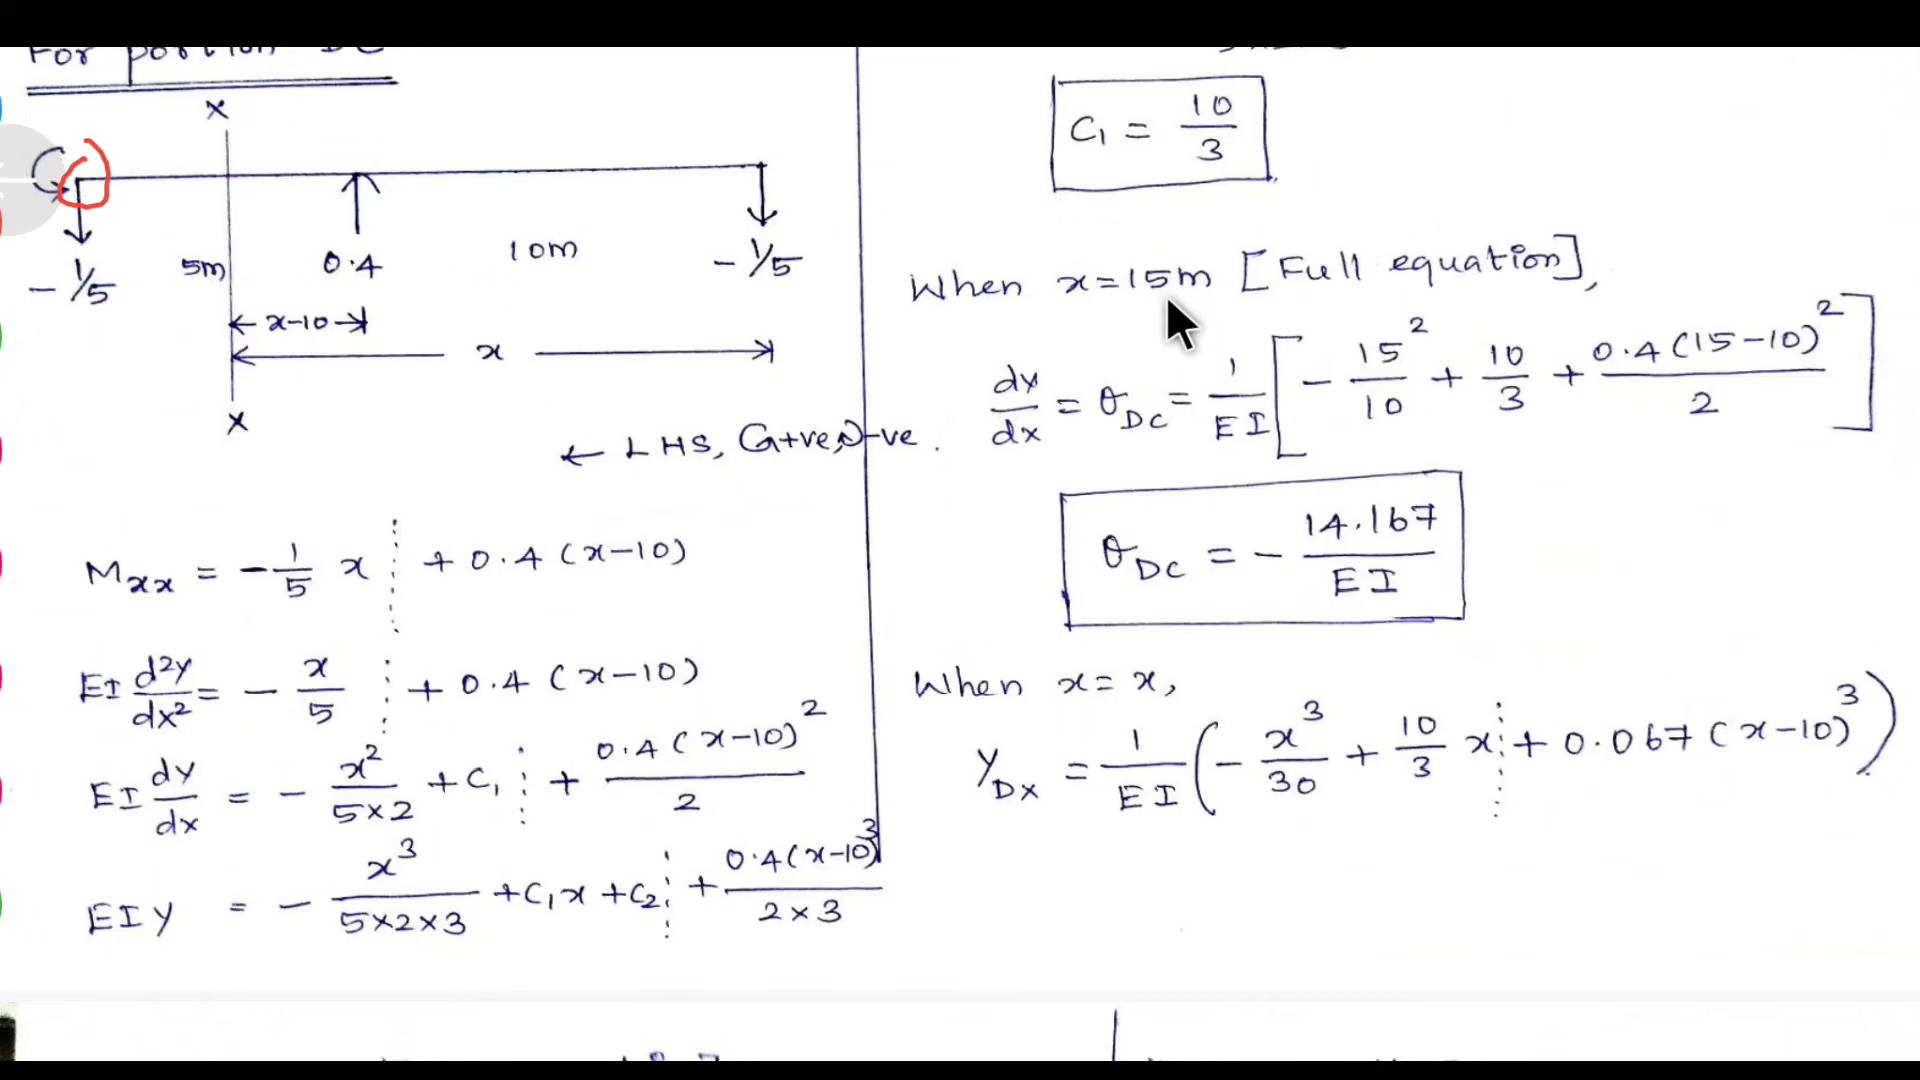 For portion DC
X
- 1/5
5m
0.4
10m
- 1/5
x-10
x
X
← LHS, ↺+ve, ↻-ve.
Mxx = - 1/5 x ⋮ + 0.4 (x-10)
EI d²y/dx² = - x/5 ⋮ + 0.4 (x-10)
EI dy/dx = - x²/5×2 + C₁ ⋮ + 0.4(x-10)²/2
EIY = - x³/5×2×3 + C₁x + C₂ ⋮ + 0.4(x-10)³/2×3
C₁ = 10/3
When x=15m [Full equation],
dy/dx = θDC = 1/EI [ - 15²/10 + 10/3 + 0.4(15-10)²/2 ]
θDC = - 14.167/EI
When x=x,
YDX = 1/EI ( - x³/30 + 10/3 x ⋮ + 0.067 (x-10)³ )